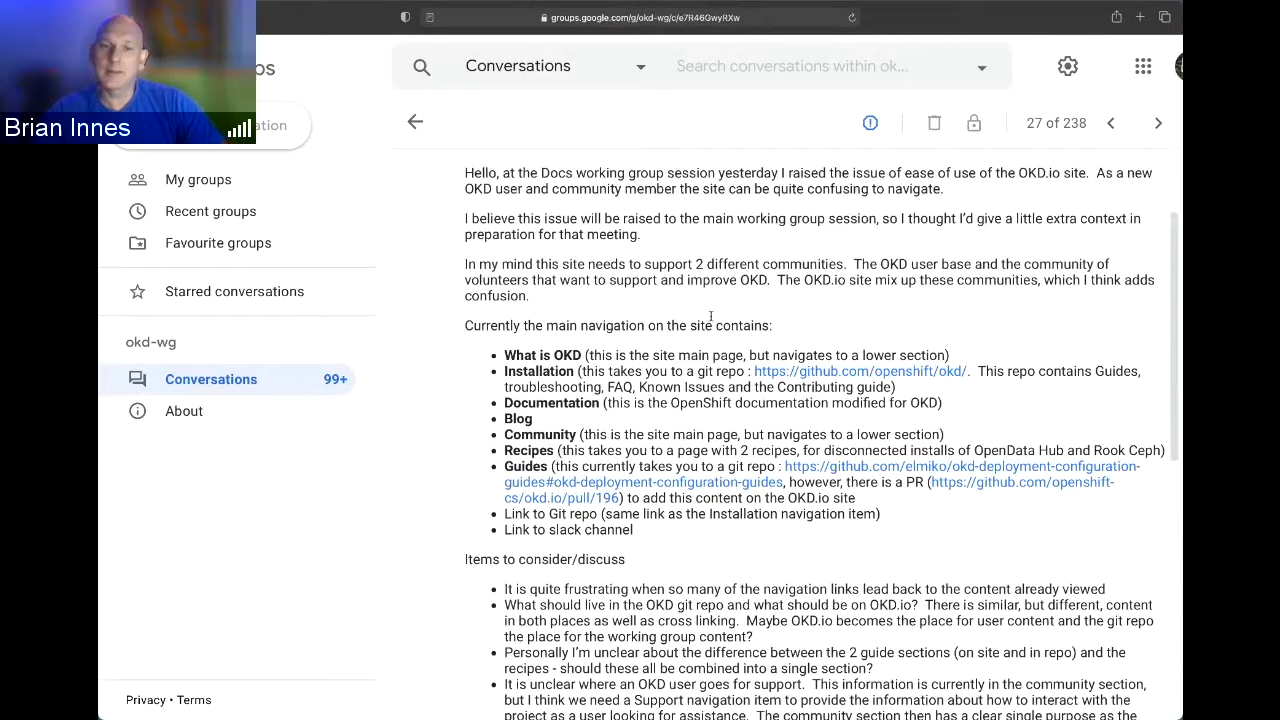 groups.google.com/g/okd-wg/c/e7R46GwyRXw
Brian Innes
Conversations
Search conversations within ok...
27 of 238
My groups
Recent groups
Favourite groups
Starred conversations
okd-wg
Conversations 99+
About
Privacy • Terms
Hello, at the Docs working group session yesterday I raised the issue of ease of use of the OKD.io site. As a new
OKD user and community member the site can be quite confusing to navigate.
I believe this issue will be raised to the main working group session, so I thought I'd give a little extra context in
preparation for that meeting.
In my mind this site needs to support 2 different communities. The OKD user base and the community of
volunteers that want to support and improve OKD. The OKD.io site mix up these communities, which I think adds
confusion.
Currently the main navigation on the site contains:
• What is OKD (this is the site main page, but navigates to a lower section)
• Installation (this takes you to a git repo : https://github.com/openshift/okd/. This repo contains Guides,
troubleshooting, FAQ, Known Issues and the Contributing guide)
• Documentation (this is the OpenShift documentation modified for OKD)
• Blog
• Community (this is the site main page, but navigates to a lower section)
• Recipes (this takes you to a page with 2 recipes, for disconnected installs of OpenData Hub and Rook Ceph)
• Guides (this currently takes you to a git repo : https://github.com/elmiko/okd-deployment-configuration-
guides#okd-deployment-configuration-guides, however, there is a PR (https://github.com/openshift-
cs/okd.io/pull/196) to add this content on the OKD.io site
• Link to Git repo (same link as the Installation navigation item)
• Link to slack channel
Items to consider/discuss
• It is quite frustrating when so many of the navigation links lead back to the content already viewed
• What should live in the OKD git repo and what should be on OKD.io? There is similar, but different, content
in both places as well as cross linking. Maybe OKD.io becomes the place for user content and the git repo
the place for the working group content?
• Personally I'm unclear about the difference between the 2 guide sections (on site and in repo) and the
recipes - should these all be combined into a single section?
• It is unclear where an OKD user goes for support. This information is currently in the community section,
but I think we need a Support navigation item to provide the information about how to interact with the
project as a user looking for assistance. The community section then has a clear single purpose as the